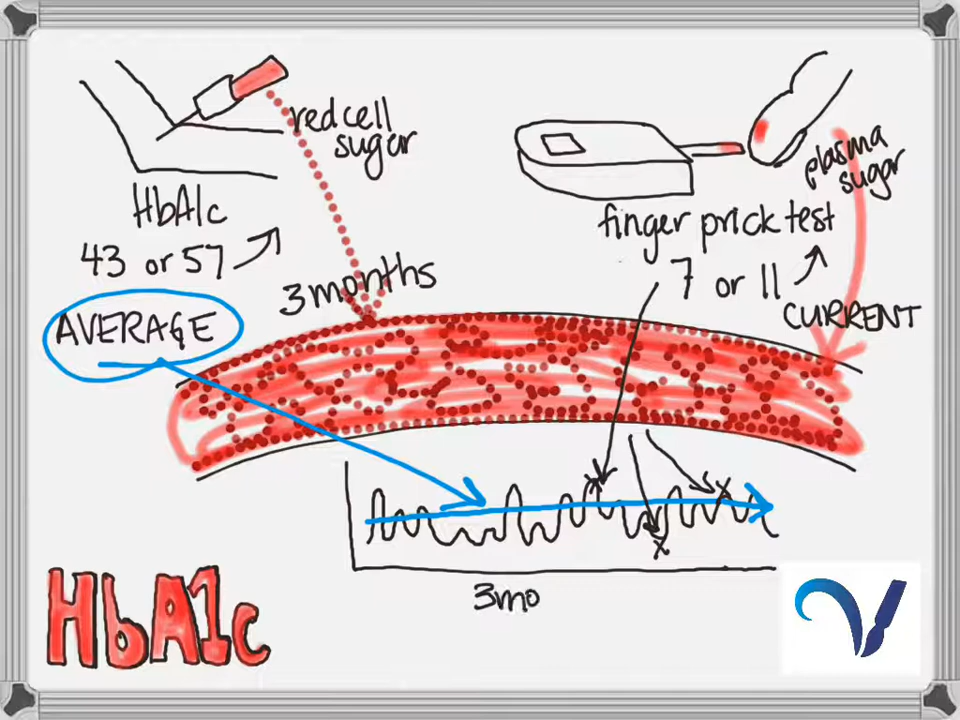 red cell
sugar
HbA1c
43 or 57
3 months
AVERAGE
plasma
sugar
finger prick test
7 or 11
CURRENT
3mo
HbA1c